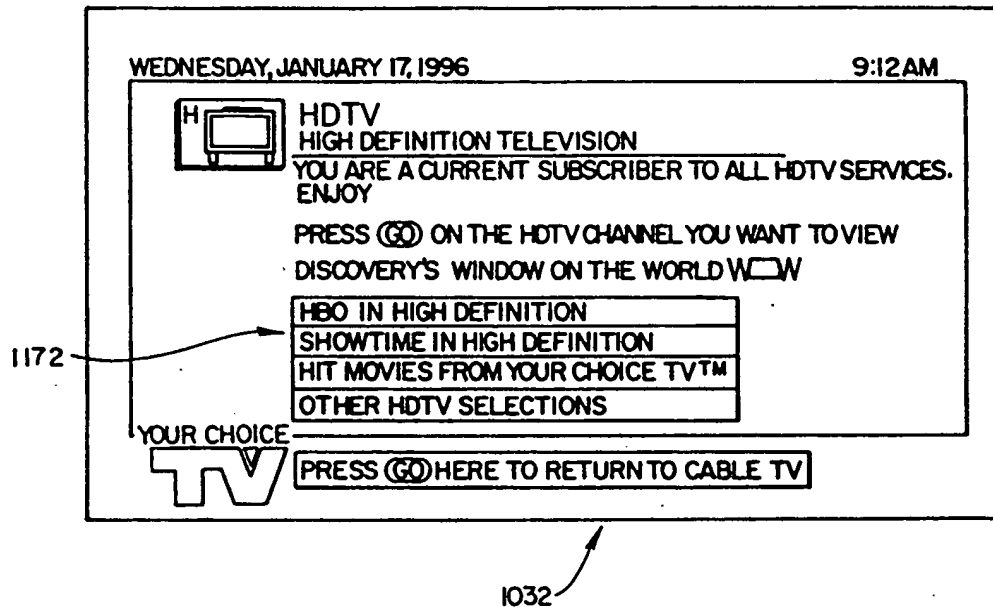 WEDNESDAY, JANUARY 17, 1996 9:12AM
H
HDTV
HIGH DEFINITION TELEVISION
YOU ARE A CURRENT SUBSCRIBER TO ALL HDTV SERVICES.
ENJOY
PRESS GO ON THE HDTV CHANNEL YOU WANT TO VIEW
DISCOVERY'S WINDOW ON THE WORLD WOW
HBO IN HIGH DEFINITION
SHOWTIME IN HIGH DEFINITION
HIT MOVIES FROM YOUR CHOICE TV™
OTHER HDTV SELECTIONS
1172
YOUR CHOICE
TV
PRESS GO HERE TO RETURN TO CABLE TV
1032